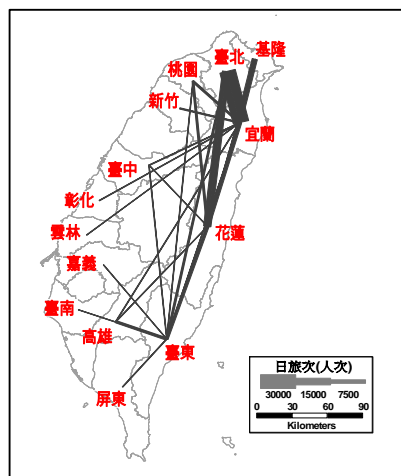 基隆
臺北
桃園
新竹
宜蘭
臺中
彰化
雲林
花蓮
嘉義
臺南
高雄
臺東
屏東
日旅次(人次)
30000 15000 7500
0 30 60 90
Kilometers